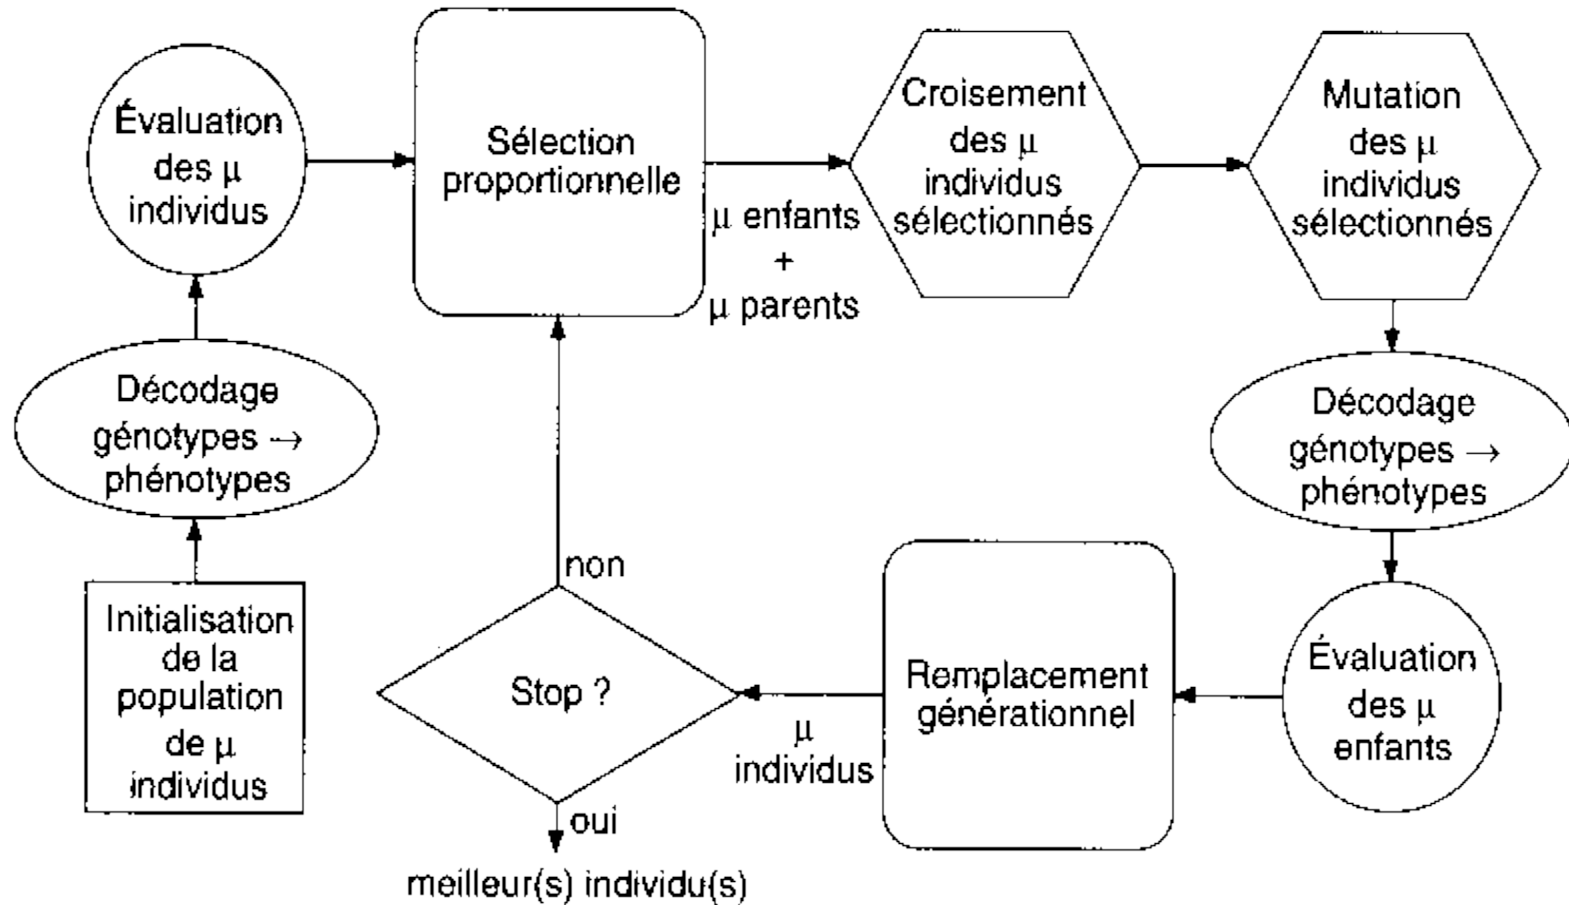 Évaluation
des μ
individus
Sélection
proportionnelle
μ enfants
+
μ parents
Croisement
des μ
individus
sélectionnés
Mutation
des μ
individus
sélectionnés
Décodage
génotypes →
phénotypes
Décodage
génotypes →
phénotypes
Initialisation
de la
population
de μ
individus
non
Stop ?
oui
meilleur(s) individu(s)
μ
individus
Remplacement
générationnel
Évaluation
des μ
enfants